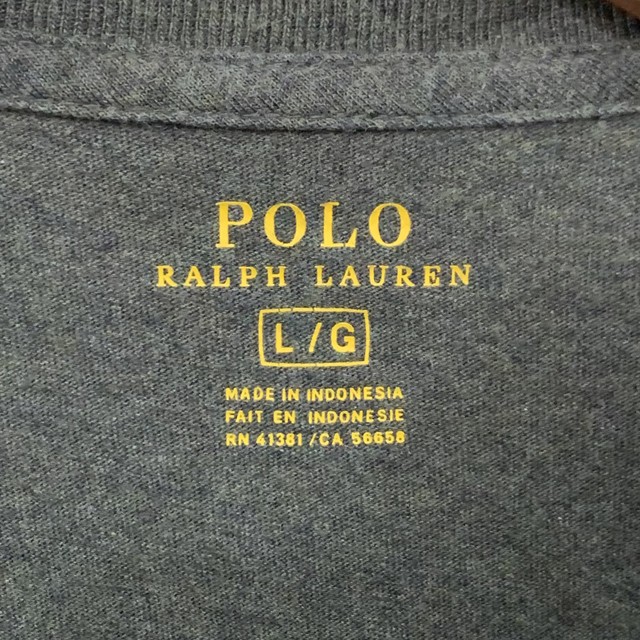 POLO
RALPH LAUREN
L/G
MADE IN INDONESIA
FAIT EN INDONESIE
RN 41381 /CA 56658